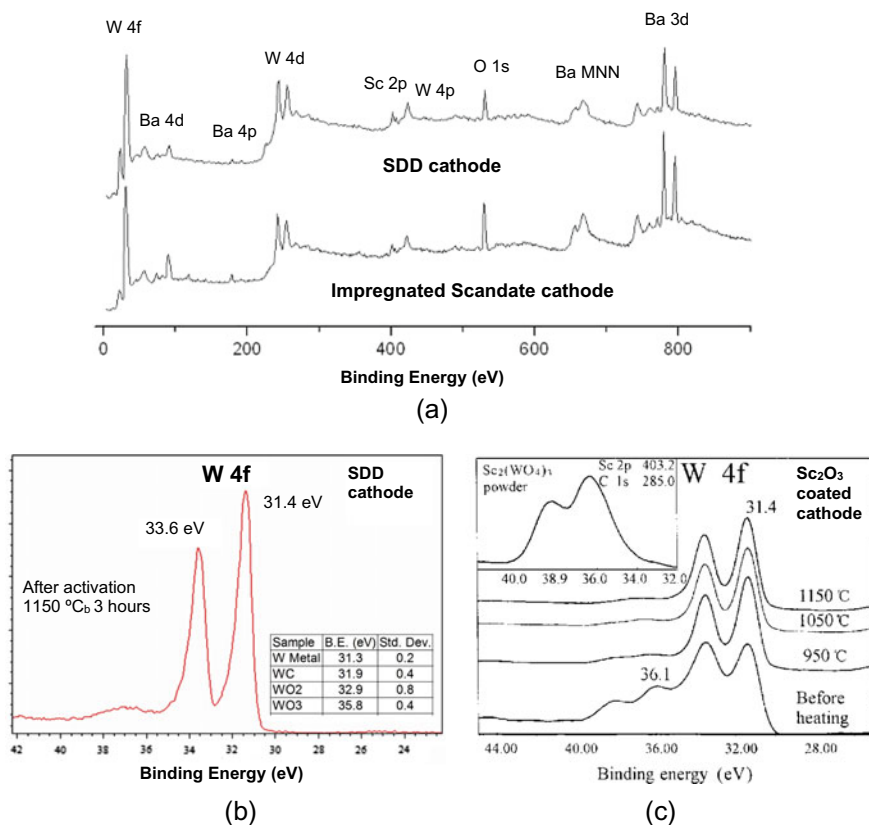 W 4f
W 4d
Ba 3d
O 1s
Sc 2p
W 4p
Ba MNN
Ba 4d
Ba 4p
SDD cathode
Impregnated Scandate cathode
0 200 400 600 800
Binding Energy (eV)
(a)
W 4f
SDD
cathode
31.4 eV
33.6 eV
After activation
1150 ºCb 3 hours
Sample B.E. (eV) Std. Dev.
W Metal 31.3 0.2
WC 31.9 0.4
WO2 32.9 0.8
WO3 35.8 0.4
42 40 38 36 34 32 30 28 26 24
Binding Energy (eV)
(b)
Sc2(WO4)3
powder
Sc 2p 403.2
C 1s 285.0
40.0 38.9 36.0 34.0 32.0
W 4f
Sc2O3
coated
cathode
31.4
1150 ℃
1050 ℃
950 ℃
36.1
Before
heating
44.00 40.00 36.00 32.00 28.00
Binding energy (eV)
(c)